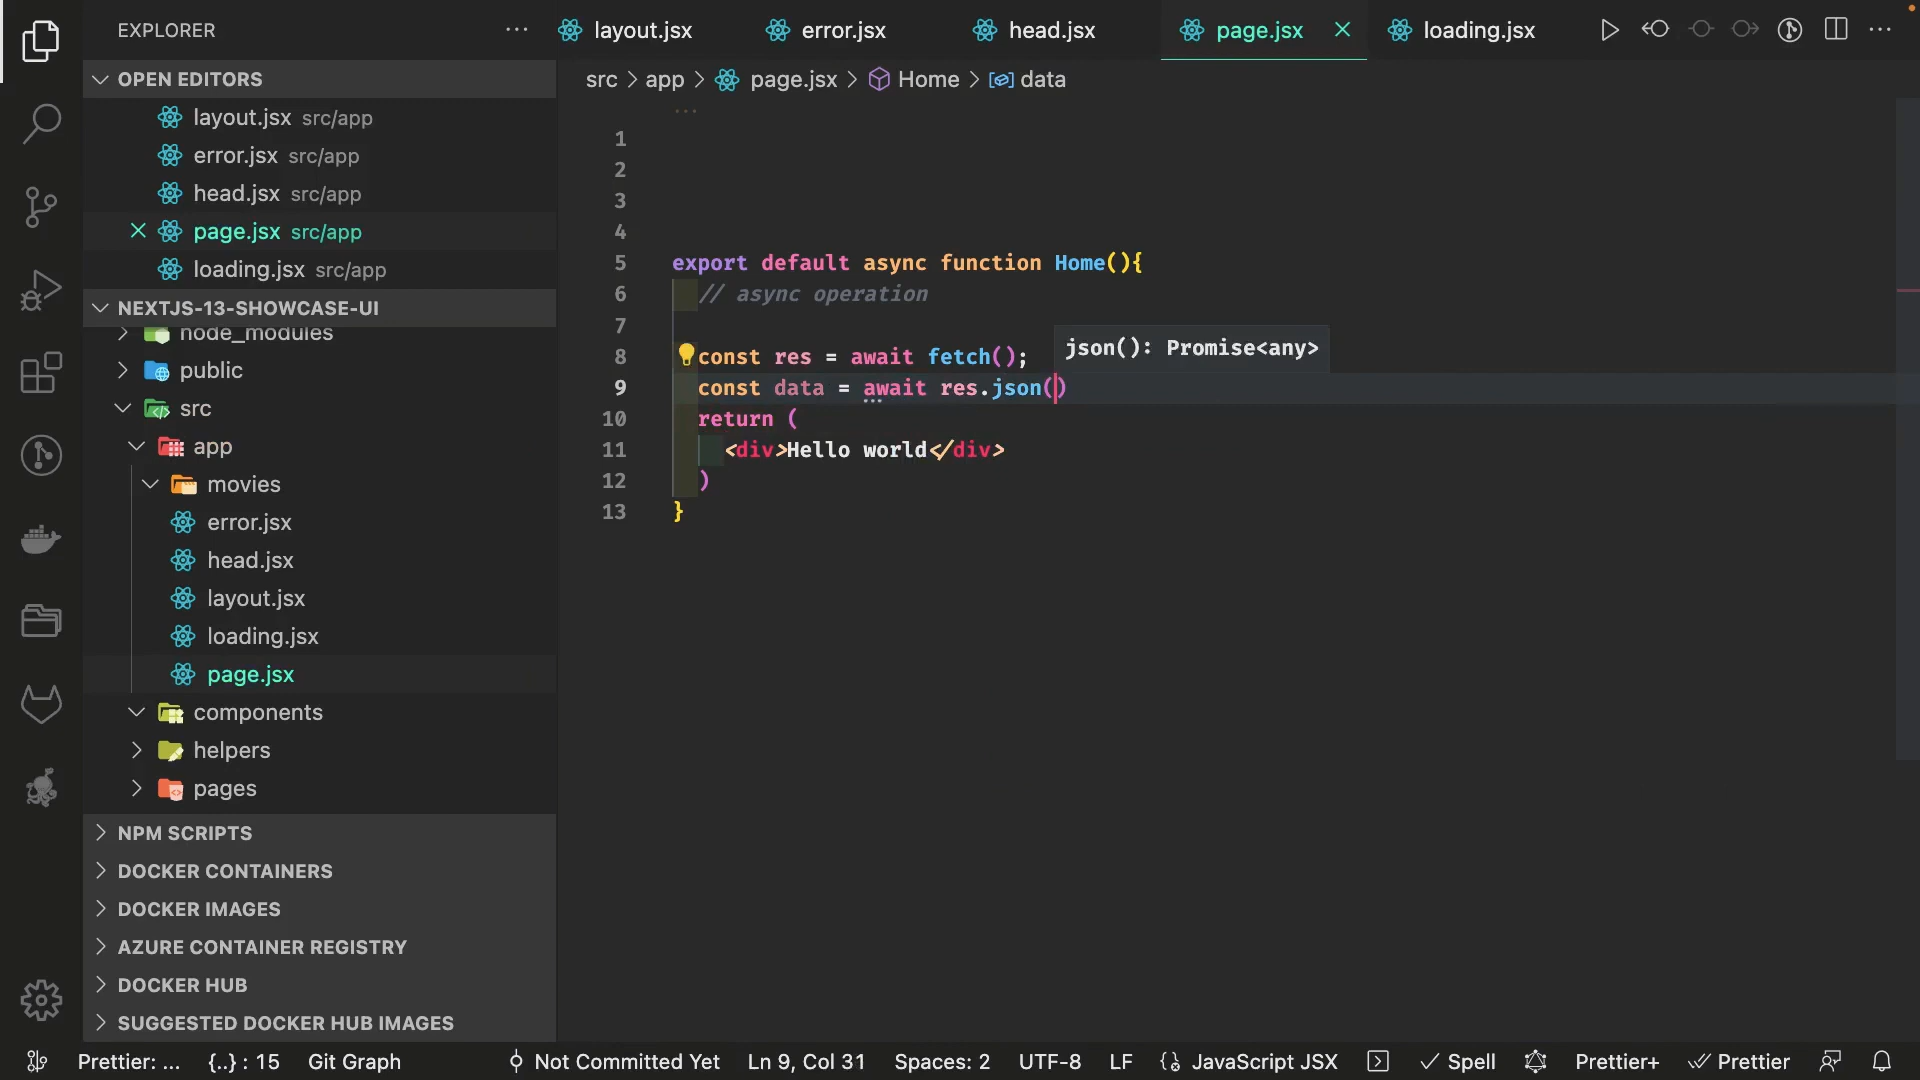 EXPLORER
layout.jsx
error.jsx
head.jsx
page.jsx
loading.jsx
OPEN EDITORS
layout.jsx src/app
error.jsx src/app
head.jsx src/app
page.jsx src/app
loading.jsx src/app
NEXTJS-13-SHOWCASE-UI
node_modules
public
src
app
movies
error.jsx
head.jsx
layout.jsx
loading.jsx
page.jsx
components
helpers
pages
NPM SCRIPTS
DOCKER CONTAINERS
DOCKER IMAGES
AZURE CONTAINER REGISTRY
DOCKER HUB
SUGGESTED DOCKER HUB IMAGES
src > app > page.jsx > Home > data
1
2
3
4
5 export default async function Home(){
6 // async operation
7
8 const res = await fetch();
json(): Promise<any>
9 const data = await res.json()
10 return (
11 <div>Hello world</div>
12 )
13 }
Prettier: ... {..} : 15 Git Graph Not Committed Yet Ln 9, Col 31 Spaces: 2 UTF-8 LF JavaScript JSX Spell Prettier+ Prettier